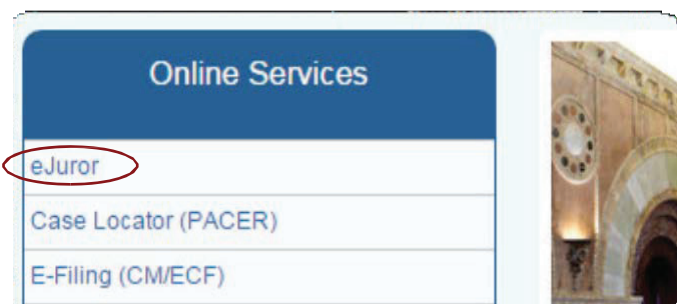 Online Services
eJuror
Case Locator (PACER)
E-Filing (CM/ECF)